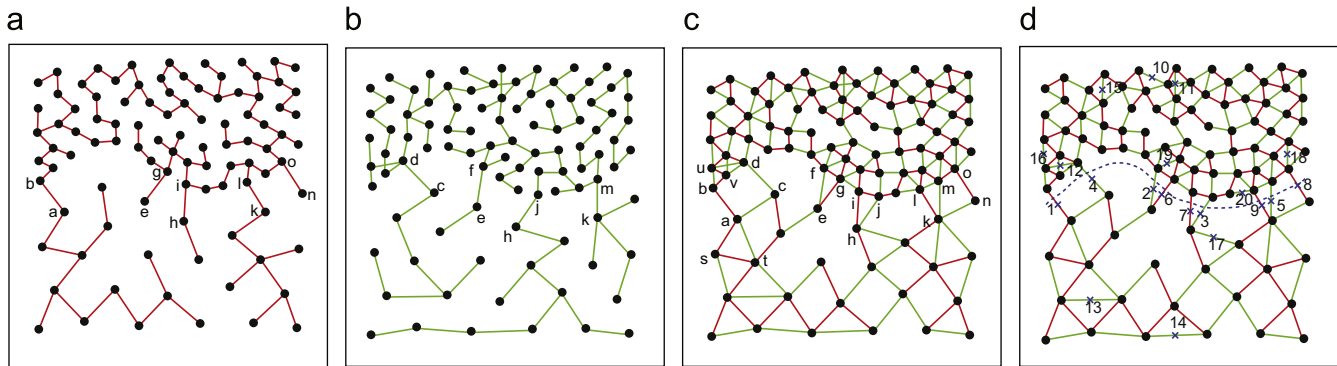 a b c d
b g i o l n a e h k
d c f e h j m k
u v b d c f g e i j l m o n a h k s t
10 15 11 16 12 4 19 18 8 1 2 6 7 3 20 9 5 17 13 14